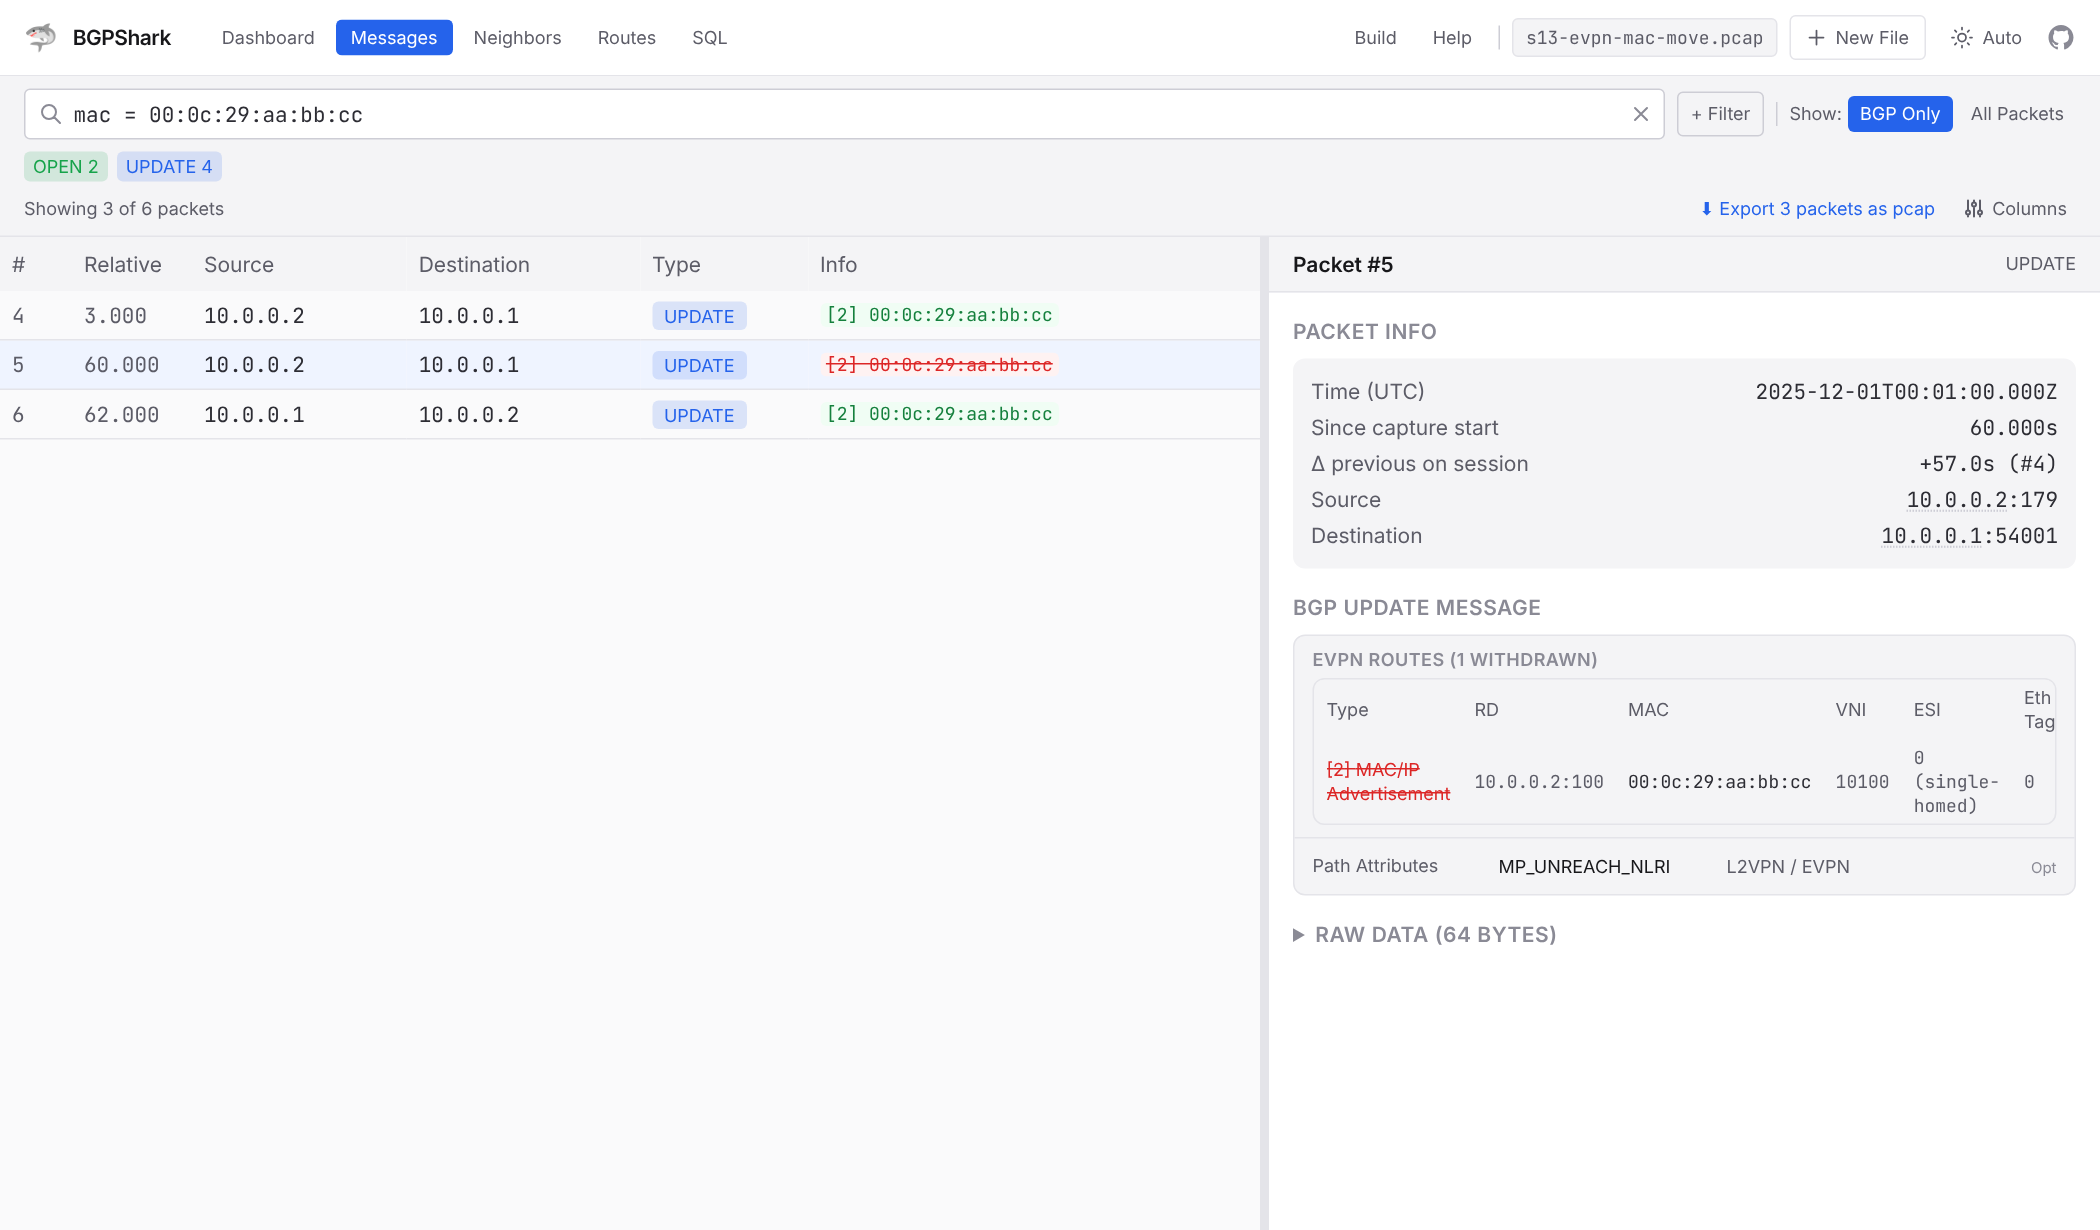 BGPShark Dashboard Messages Neighbors Routes SQL Build Help s13-evpn-mac-move.pcap + New File Auto
mac = 00:0c:29:aa:bb:cc + Filter Show: BGP Only All Packets
OPEN 2 UPDATE 4
Showing 3 of 6 packets Export 3 packets as pcap Columns
# Relative Source Destination Type Info
4 3.000 10.0.0.2 10.0.0.1 UPDATE [2] 00:0c:29:aa:bb:cc
5 60.000 10.0.0.2 10.0.0.1 UPDATE [2] 00:0c:29:aa:bb:cc
6 62.000 10.0.0.1 10.0.0.2 UPDATE [2] 00:0c:29:aa:bb:cc
Packet #5 UPDATE
PACKET INFO
Time (UTC) 2025-12-01T00:01:00.000Z
Since capture start 60.000s
Δ previous on session +57.0s (#4)
Source 10.0.0.2:179
Destination 10.0.0.1:54001
BGP UPDATE MESSAGE
EVPN ROUTES (1 WITHDRAWN)
Type RD MAC VNI ESI Eth Tag
[2] MAC/IP Advertisement 10.0.0.2:100 00:0c:29:aa:bb:cc 10100 0 (single-homed) 0
Path Attributes MP_UNREACH_NLRI L2VPN / EVPN Opt
RAW DATA (64 BYTES)